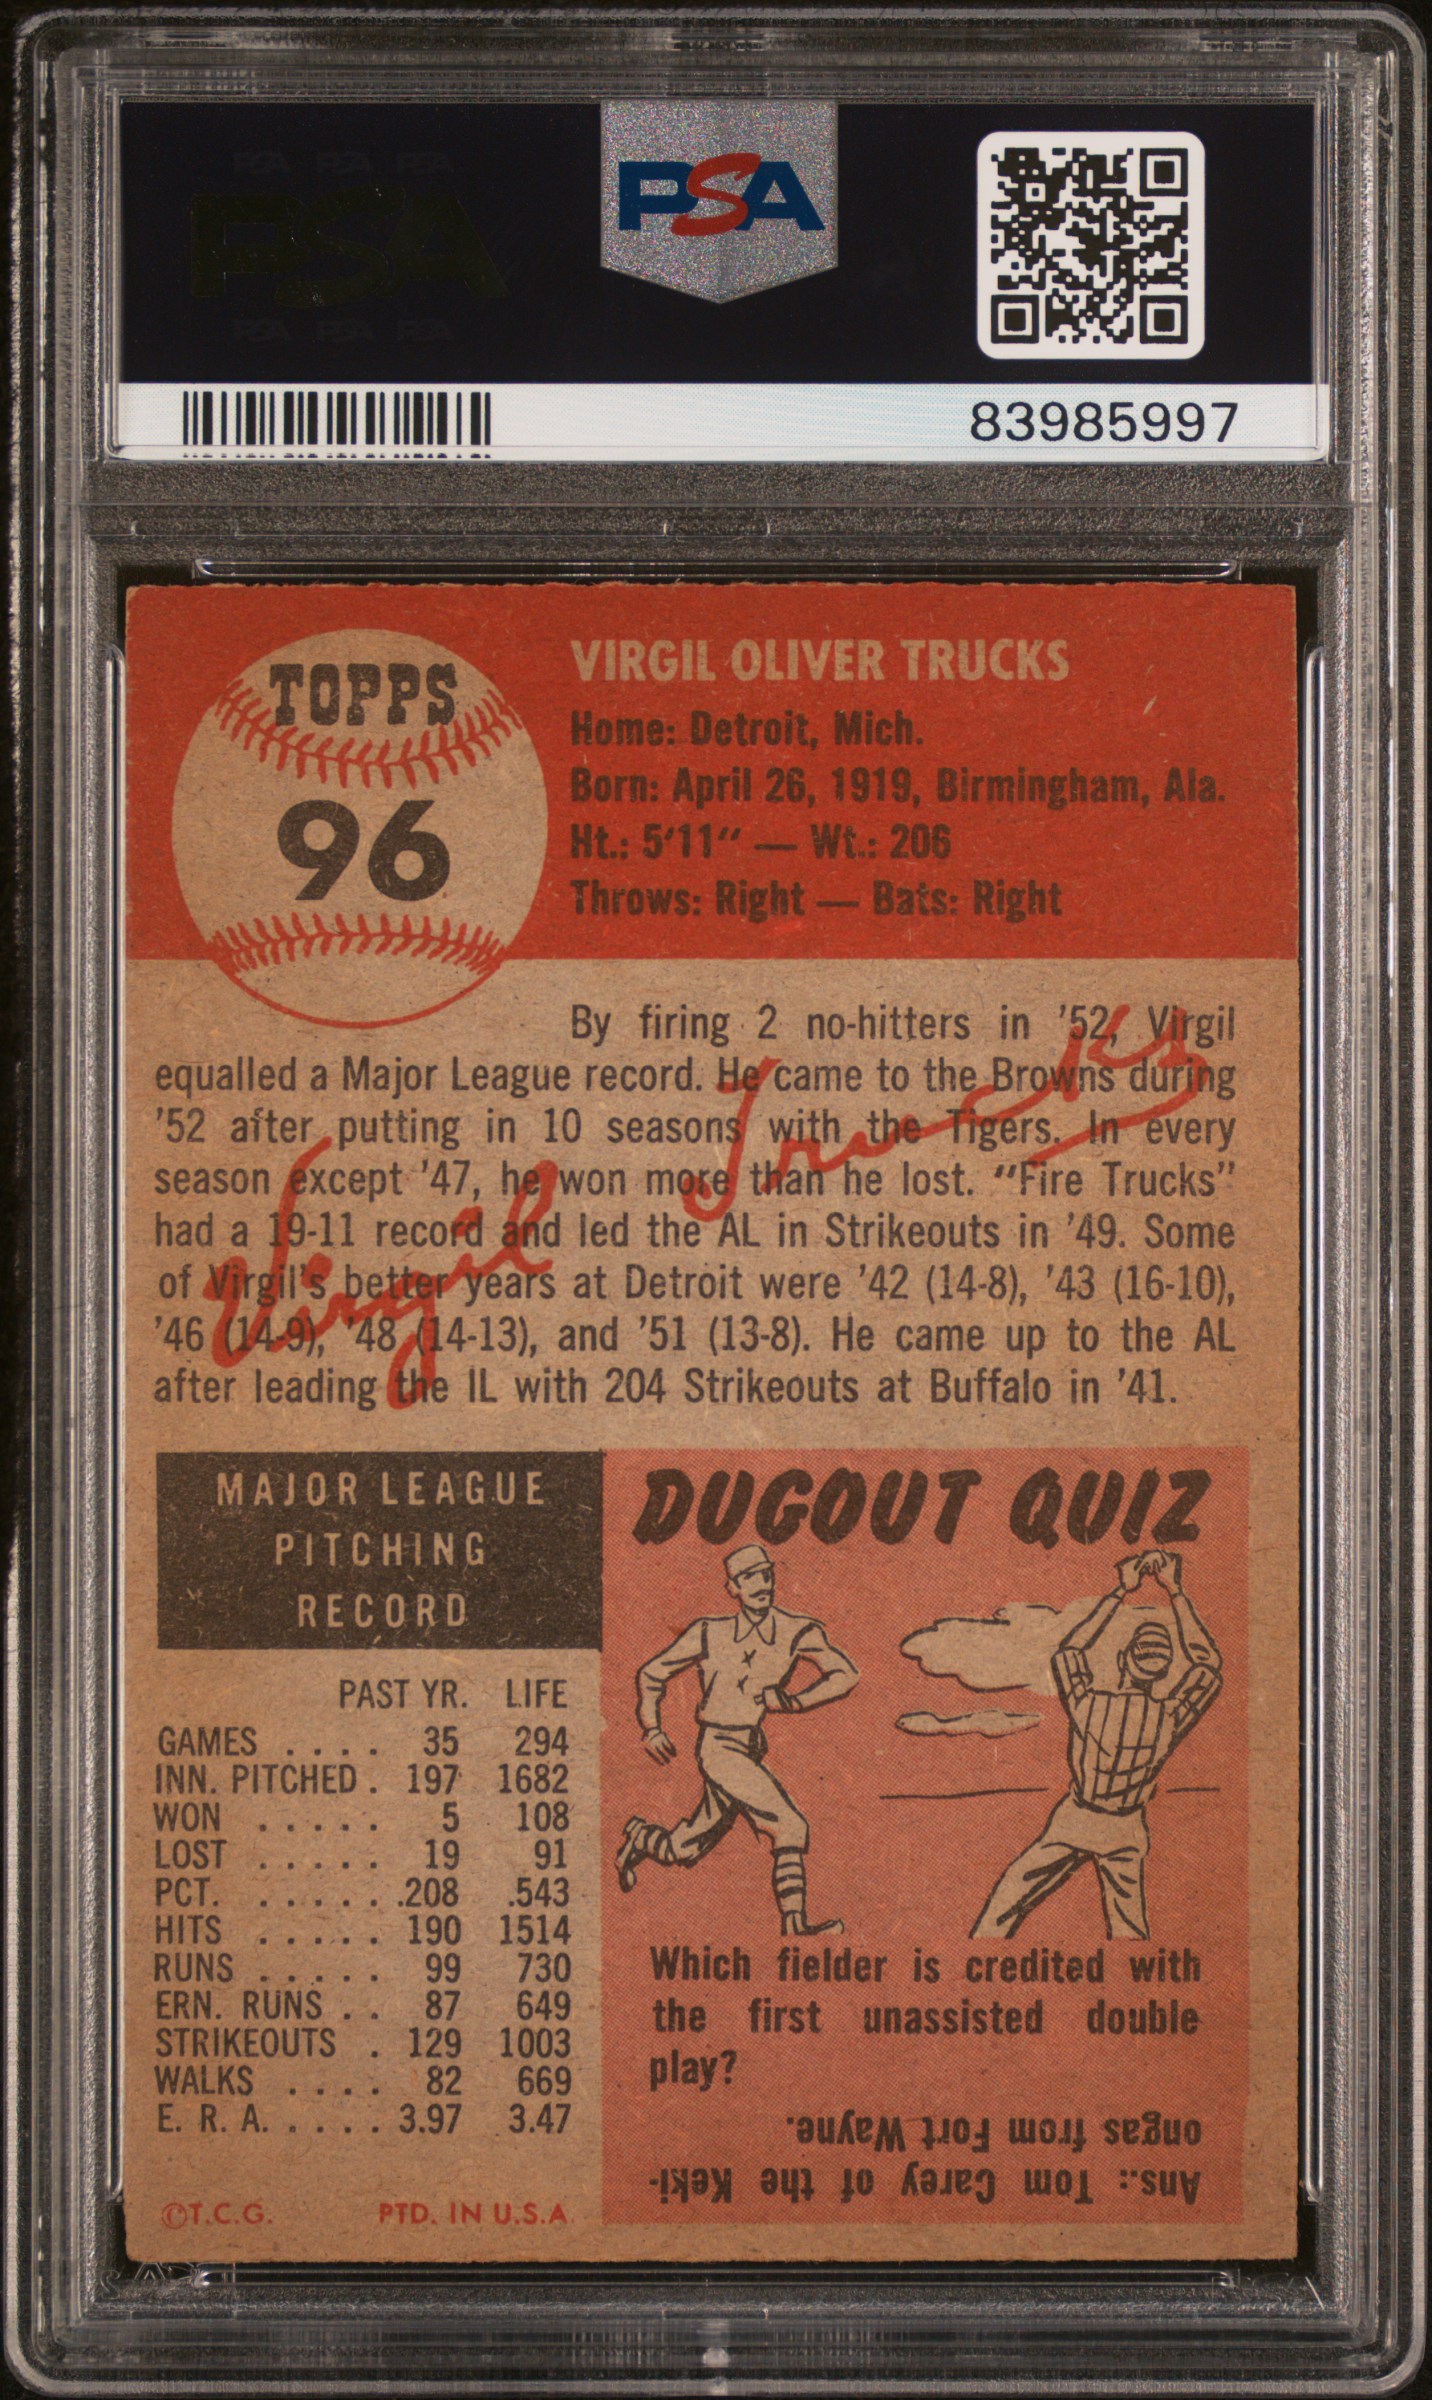 PSA
83985997
TOPPS
96
VIRGIL OLIVER TRUCKS
Home: Detroit, Mich.
Born: April 26, 1919, Birmingham, Ala.
Ht.: 5'11" — Wt.: 206
Throws: Right — Bats: Right
By firing 2 no-hitters in '52, Virgil
equalled a Major League record. He came to the Browns during
'52 after putting in 10 seasons with the Tigers. In every
season except '47, he won more than he lost. "Fire Trucks"
had a 19-11 record and led the AL in Strikeouts in '49. Some
of Virgil's better years at Detroit were '42 (14-8), '43 (16-10),
'46 (14-9), '48 (14-13), and '51 (13-8). He came up to the AL
after leading the IL with 204 Strikeouts at Buffalo in '41.
Virgil Trucks
MAJOR LEAGUE
PITCHING
RECORD
PAST YR. LIFE
GAMES . . . . 35 294
INN. PITCHED . 197 1682
WON . . . . . 5 108
LOST . . . . . 19 91
PCT. . . . . . .208 .543
HITS . . . . . 190 1514
RUNS . . . . . 99 730
ERN. RUNS . . 87 649
STRIKEOUTS . 129 1003
WALKS . . . . 82 669
E. R. A. . . . . 3.97 3.47
©T.C.G. PTD. IN U.S.A
DUGOUT QUIZ
Which fielder is credited with
the first unassisted double
play?
Ans.: Tom Carey of the Keki-
ongas from Fort Wayne.